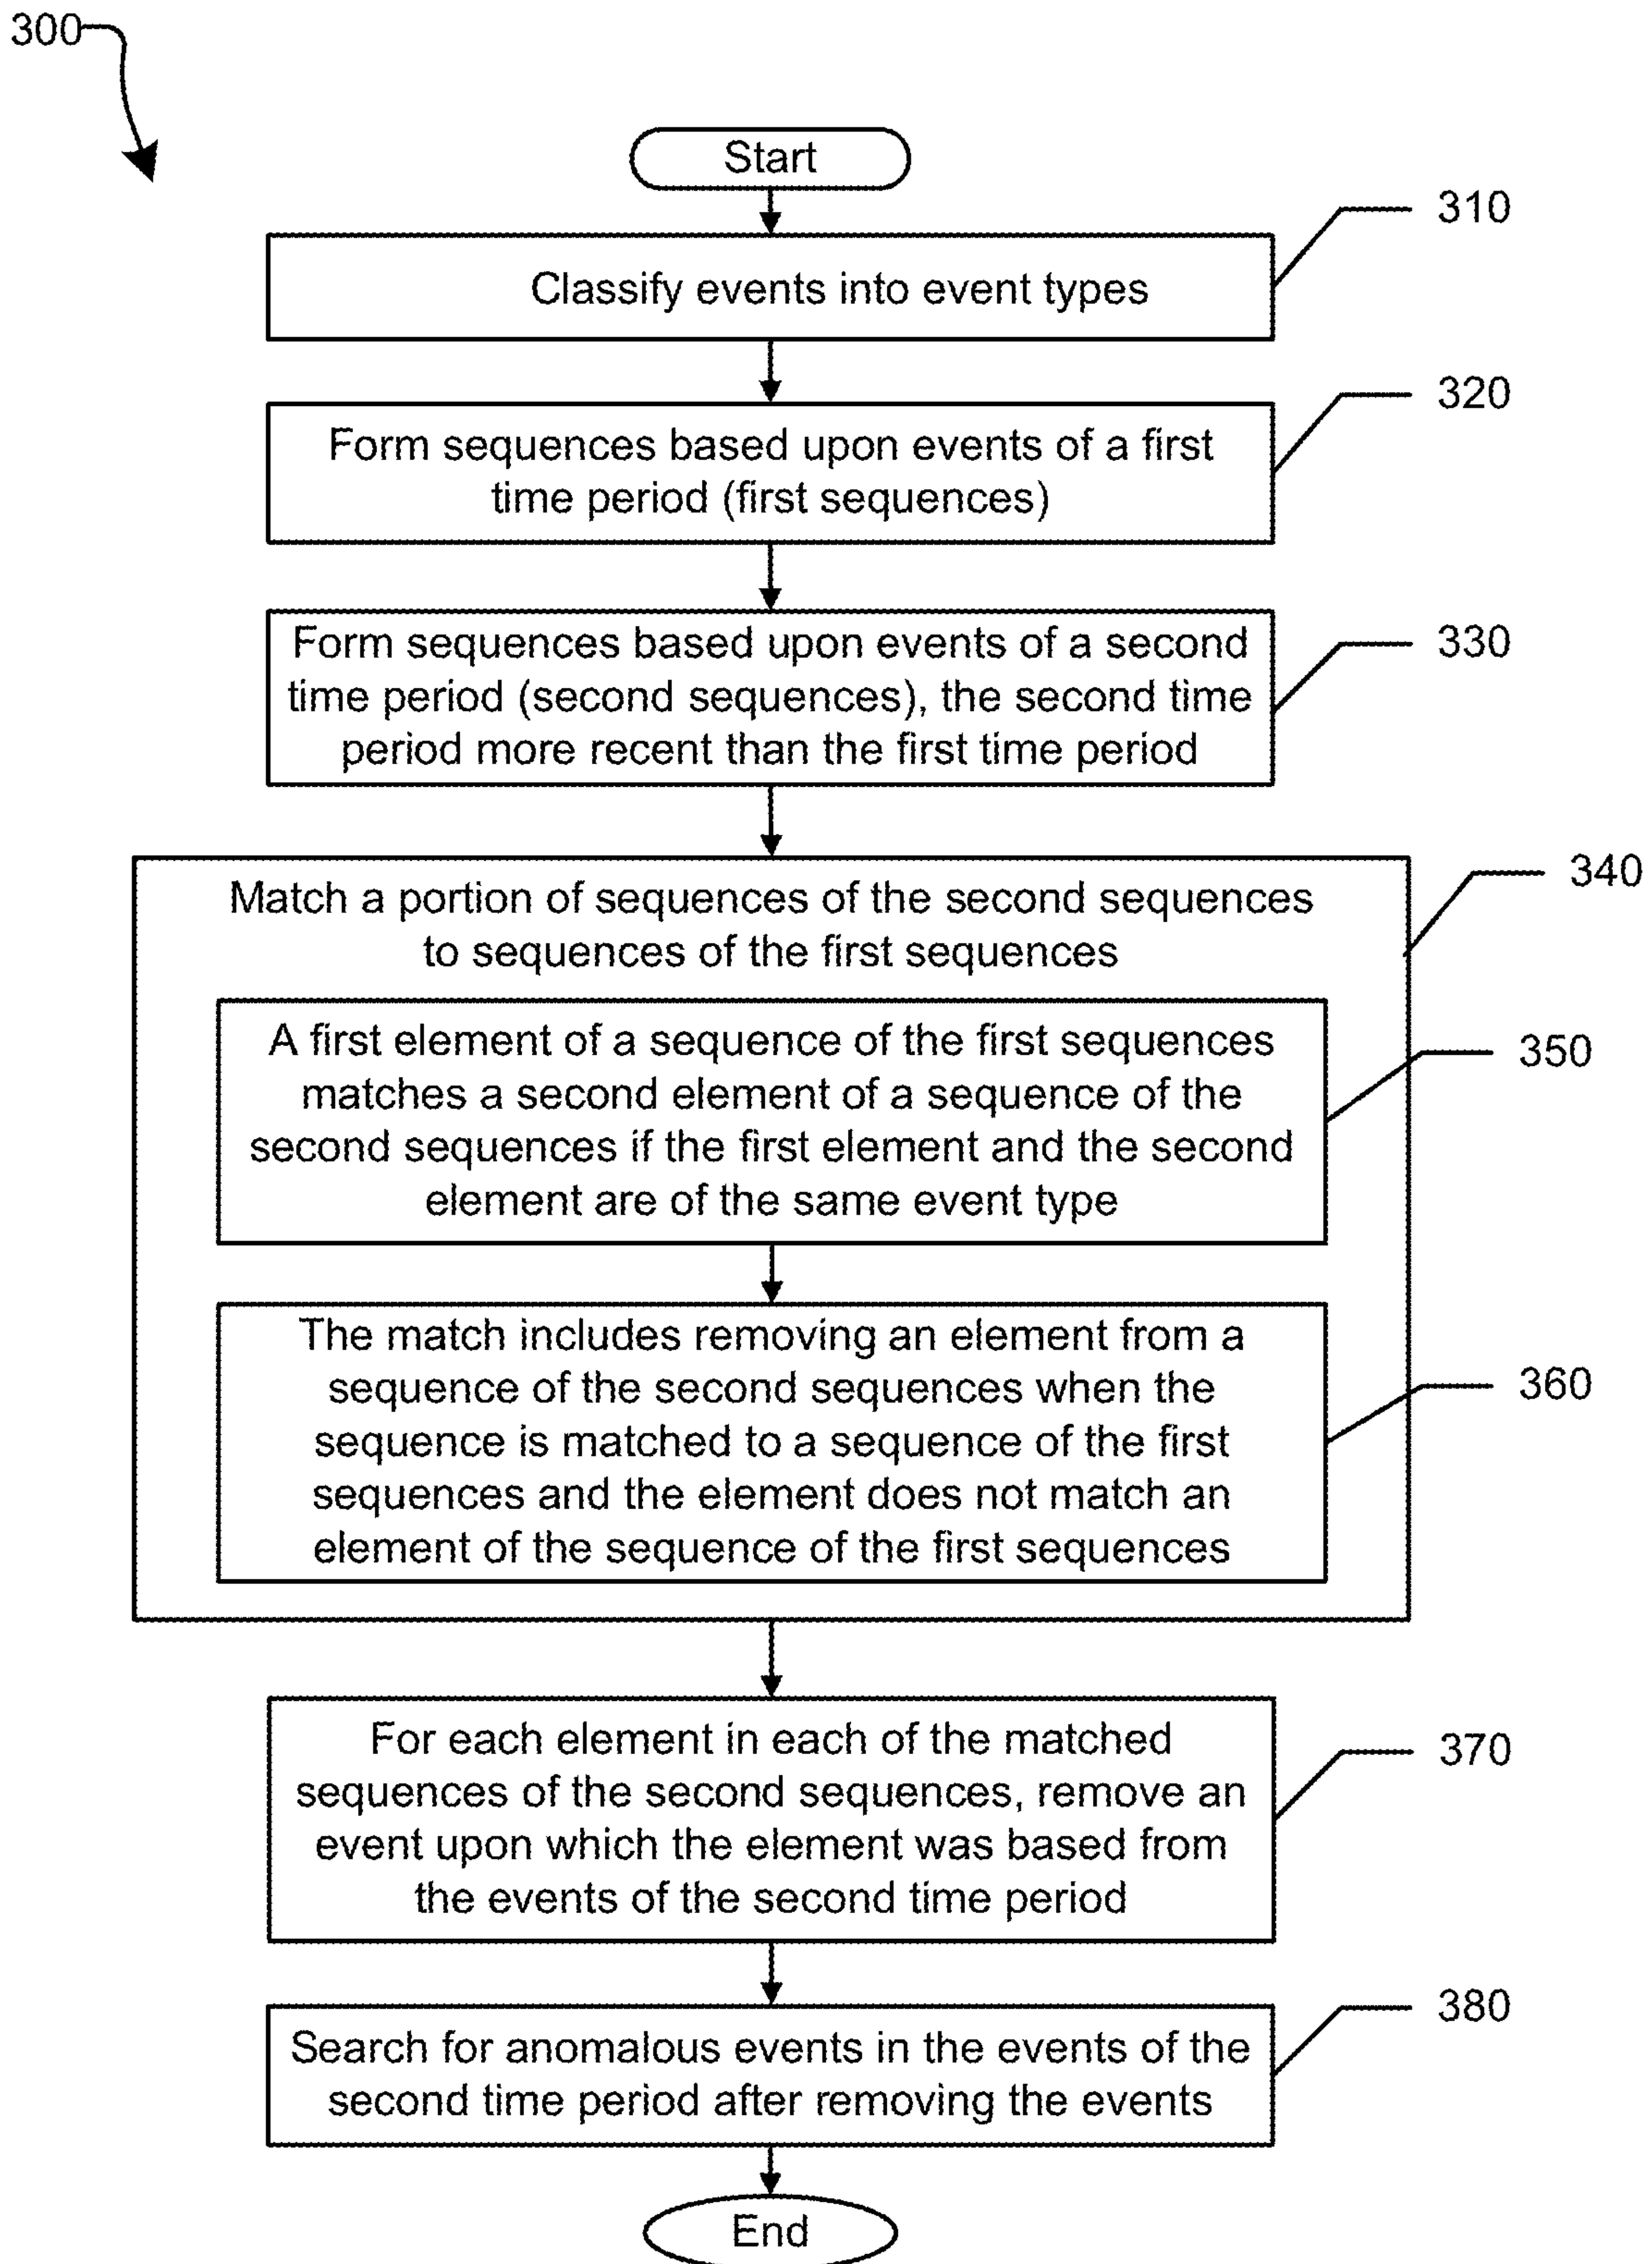 300
Start
310
Classify events into event types
320
Form sequences based upon events of a first
time period (first sequences)
330
Form sequences based upon events of a second
time period (second sequences), the second time
period more recent than the first time period
340
Match a portion of sequences of the second sequences
to sequences of the first sequences
350
A first element of a sequence of the first sequences
matches a second element of a sequence of the
second sequences if the first element and the second
element are of the same event type
360
The match includes removing an element from a
sequence of the second sequences when the
sequence is matched to a sequence of the first
sequences and the element does not match an
element of the sequence of the first sequences
370
For each element in each of the matched
sequences of the second sequences, remove an
event upon which the element was based from
the events of the second time period
380
Search for anomalous events in the events of the
second time period after removing the events
End